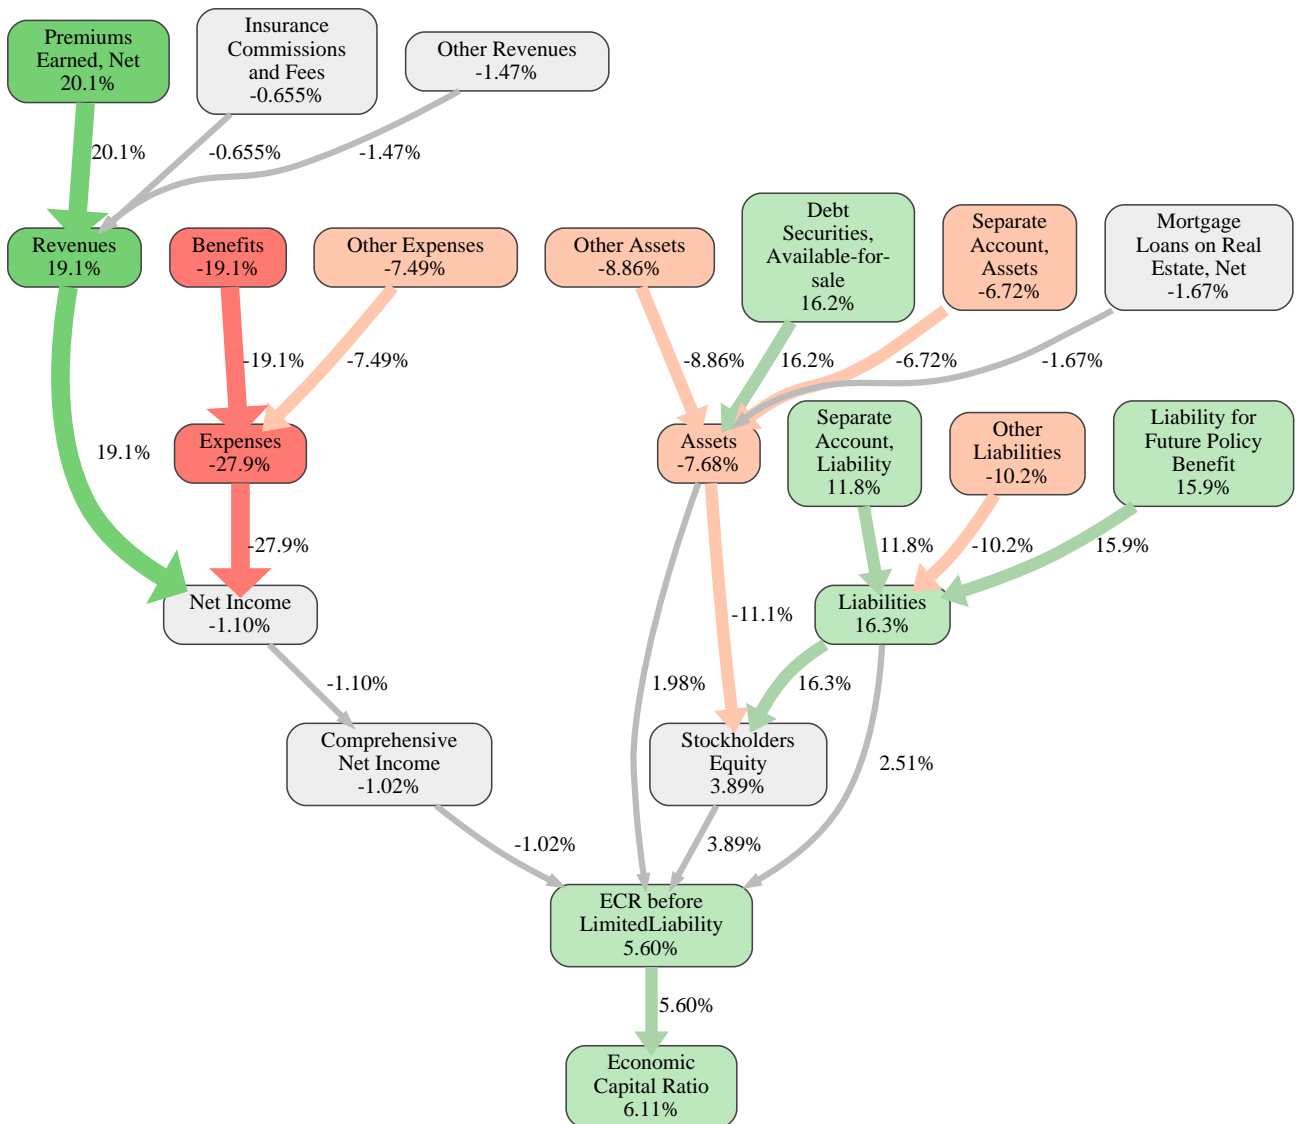 Premiums
Earned, Net
20.1%
Insurance
Commissions
and Fees
-0.655%
Other Revenues
-1.47%
20.1%
-0.655%
-1.47%
Revenues
19.1%
Benefits
-19.1%
Other Expenses
-7.49%
Other Assets
-8.86%
Debt
Securities,
Available-for-
sale
16.2%
Separate
Account,
Assets
-6.72%
Mortgage
Loans on Real
Estate, Net
-1.67%
-19.1%
-7.49%
-8.86%
16.2%
-6.72%
-1.67%
19.1%
Expenses
-27.9%
Assets
-7.68%
Separate
Account,
Liability
11.8%
Other
Liabilities
-10.2%
Liability for
Future Policy
Benefit
15.9%
-27.9%
11.8%
-10.2%
15.9%
Net Income
-1.10%
-11.1%
Liabilities
16.3%
-1.10%
1.98%
16.3%
2.51%
Comprehensive
Net Income
-1.02%
Stockholders
Equity
3.89%
-1.02%
3.89%
ECR before
LimitedLiability
5.60%
5.60%
Economic
Capital Ratio
6.11%